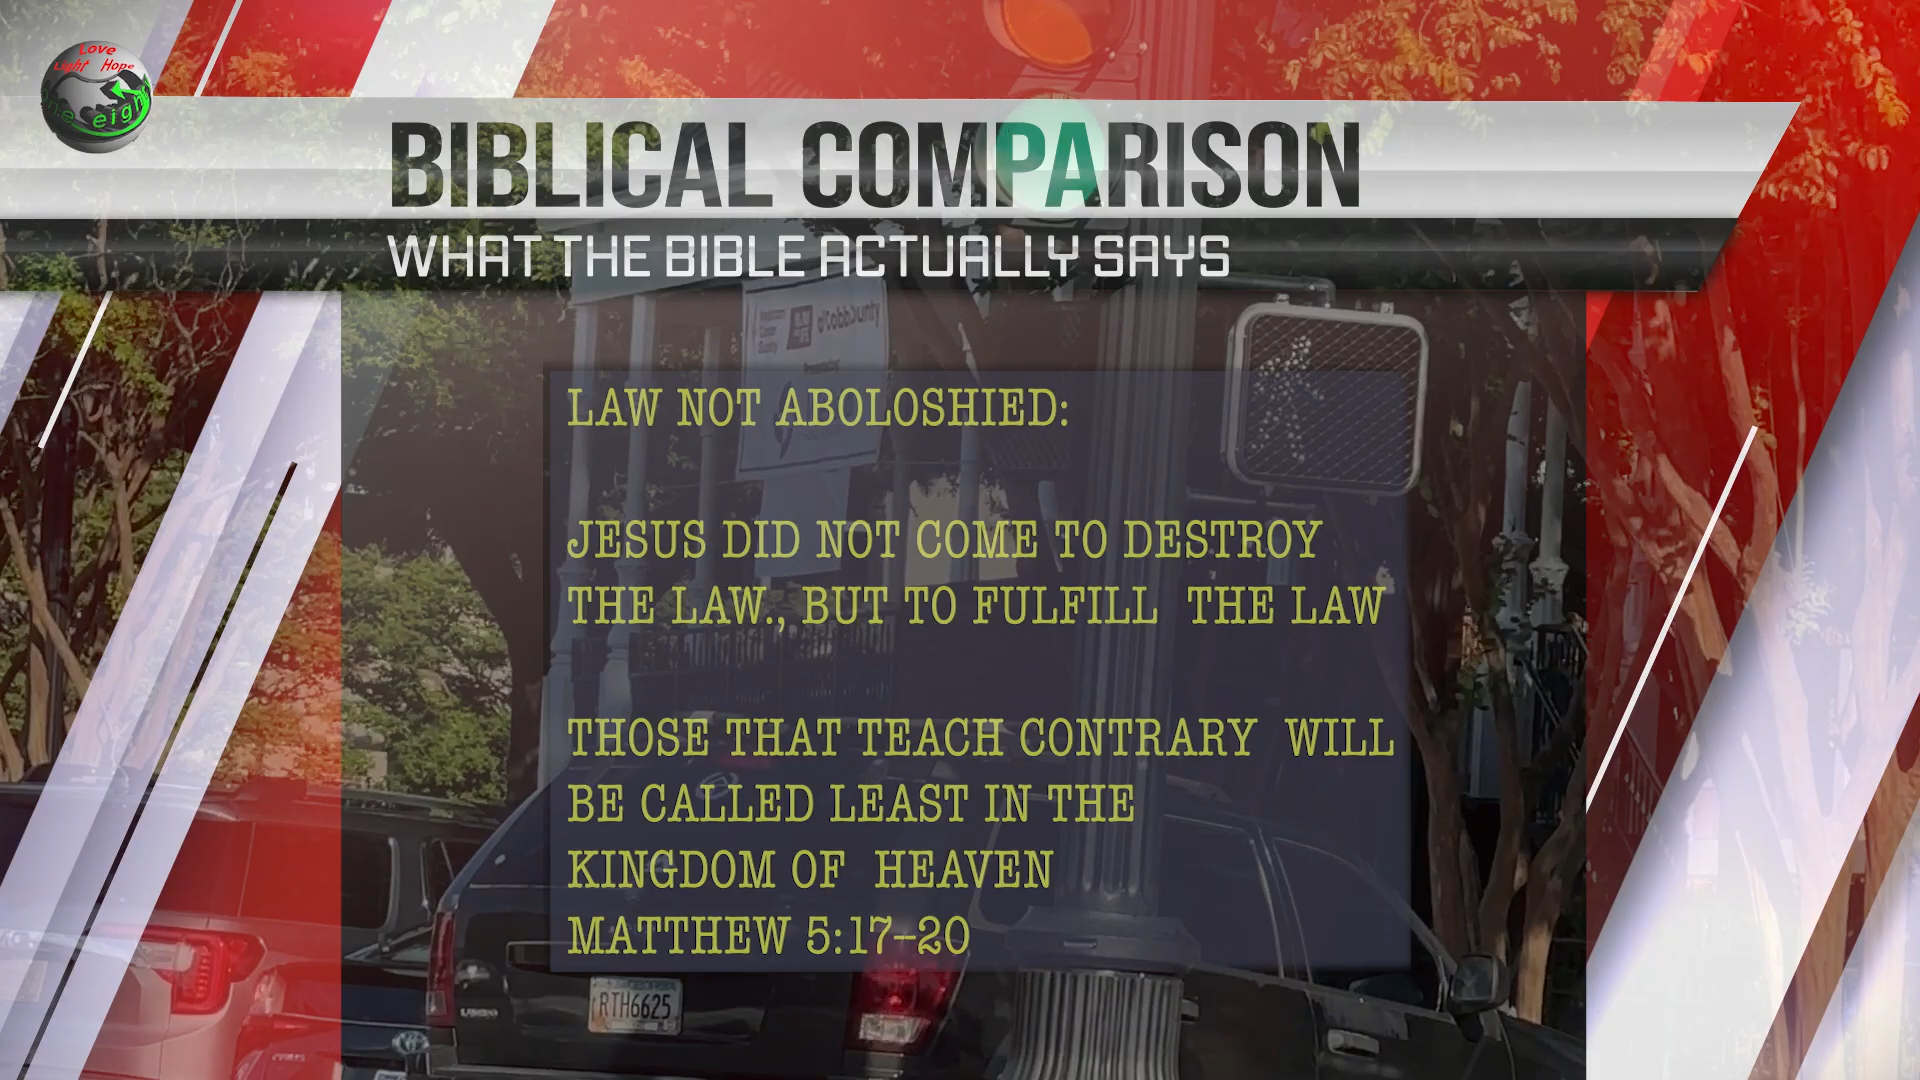 Love
Light Hope
BIBLICAL COMPARISON
WHAT THE BIBLE ACTUALLY SAYS
LAW NOT ABOLOSHIED:
JESUS DID NOT COME TO DESTROY
THE LAW., BUT TO FULFILL THE LAW
THOSE THAT TEACH CONTRARY WILL
BE CALLED LEAST IN THE
KINGDOM OF HEAVEN
MATTHEW 5:17-20
RTH6625